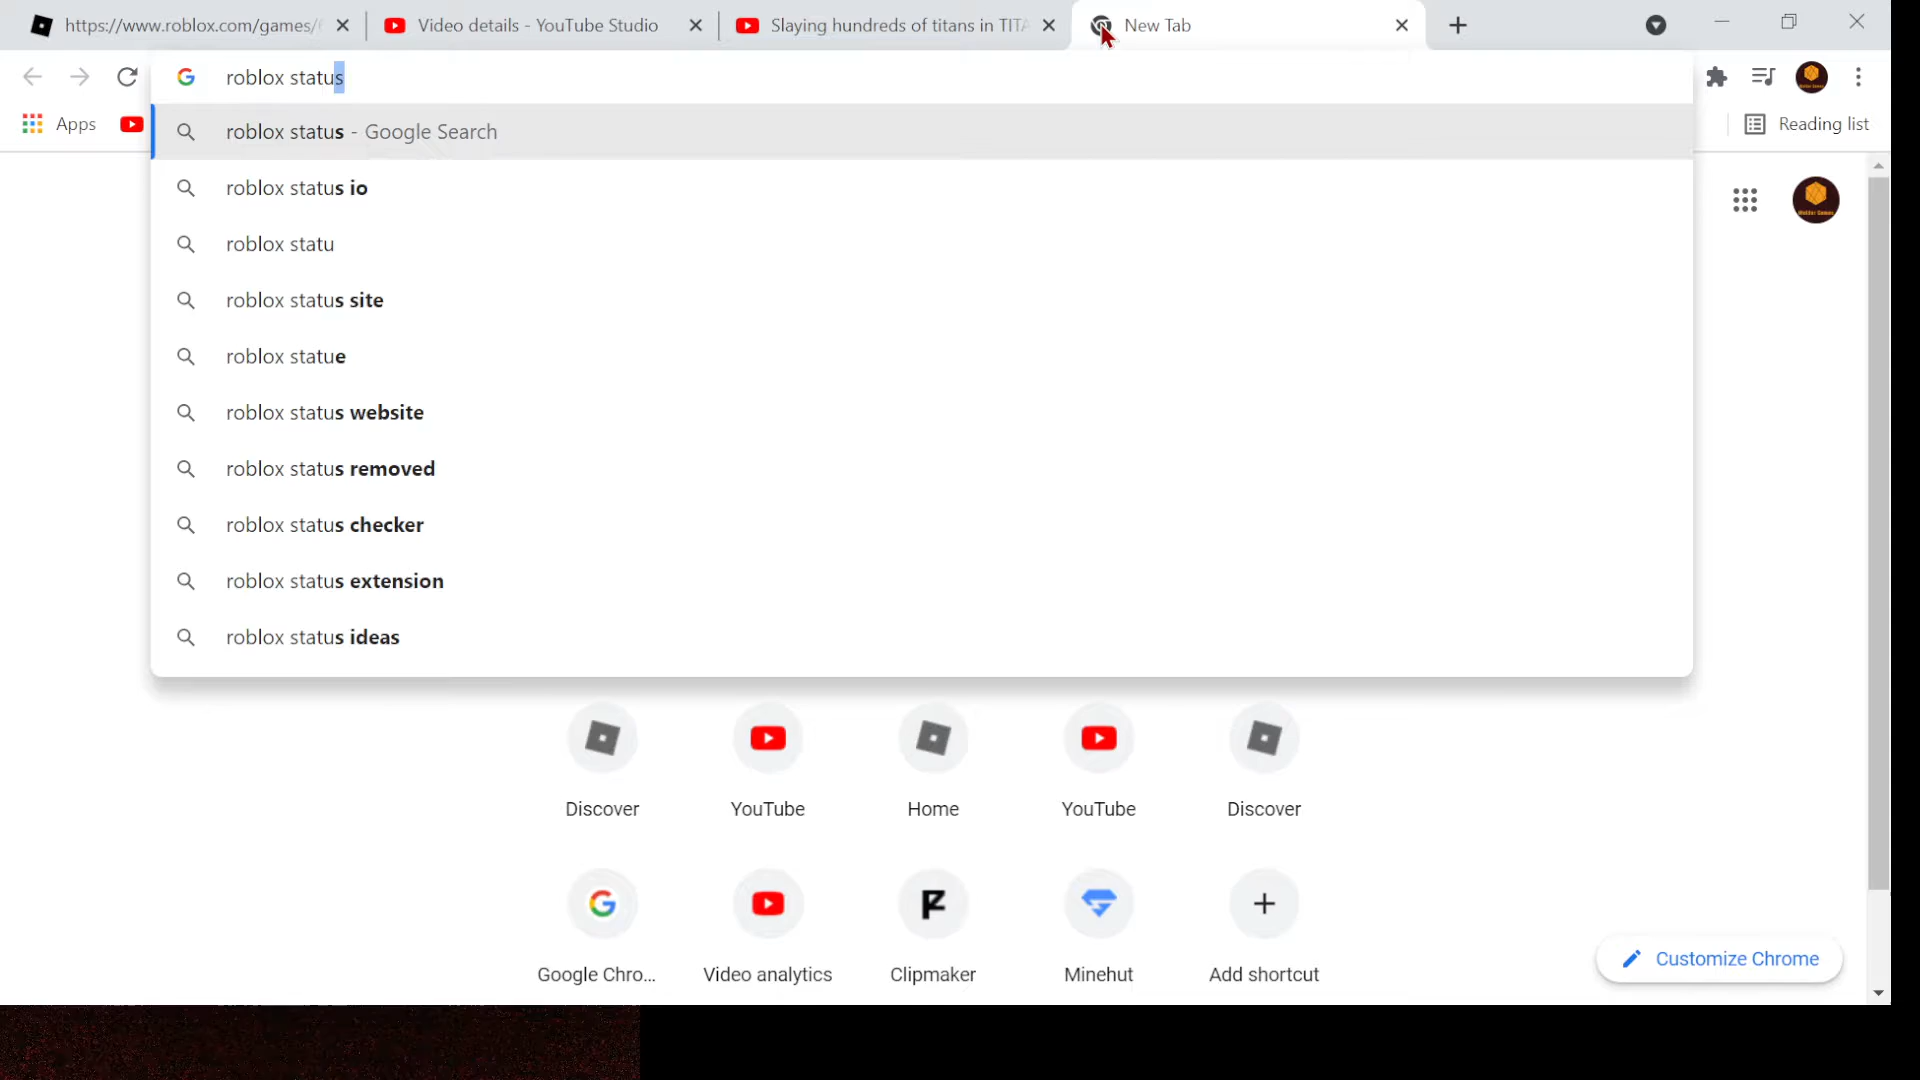 https://www.roblox.com/games/
Video details - YouTube Studio
Slaying hundreds of titans in TITA
New Tab
roblox status
Apps
Reading list
roblox status - Google Search
roblox status io
roblox statu
roblox status site
roblox statue
roblox status website
roblox status removed
roblox status checker
roblox status extension
roblox status ideas
Discover
YouTube
Home
YouTube
Discover
Google Chro...
Video analytics
Clipmaker
Minehut
Add shortcut
Customize Chrome